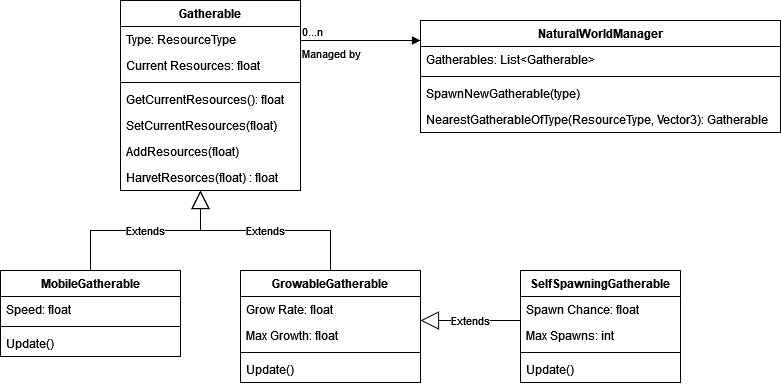 Gatherable
Type: ResourceType
Current Resources: float
GetCurrentResources(): float
SetCurrentResources(float)
AddResources(float)
HarvetResorces(float) : float
0...n
Managed by
NaturalWorldManager
Gatherables: List<Gatherable>
SpawnNewGatherable(type)
NearestGatherableOfType(ResourceType, Vector3): Gatherable
Extends
Extends
MobileGatherable
Speed: float
Update()
GrowableGatherable
Grow Rate: float
Max Growth: float
Update()
Extends
SelfSpawningGatherable
Spawn Chance: float
Max Spawns: int
Update()